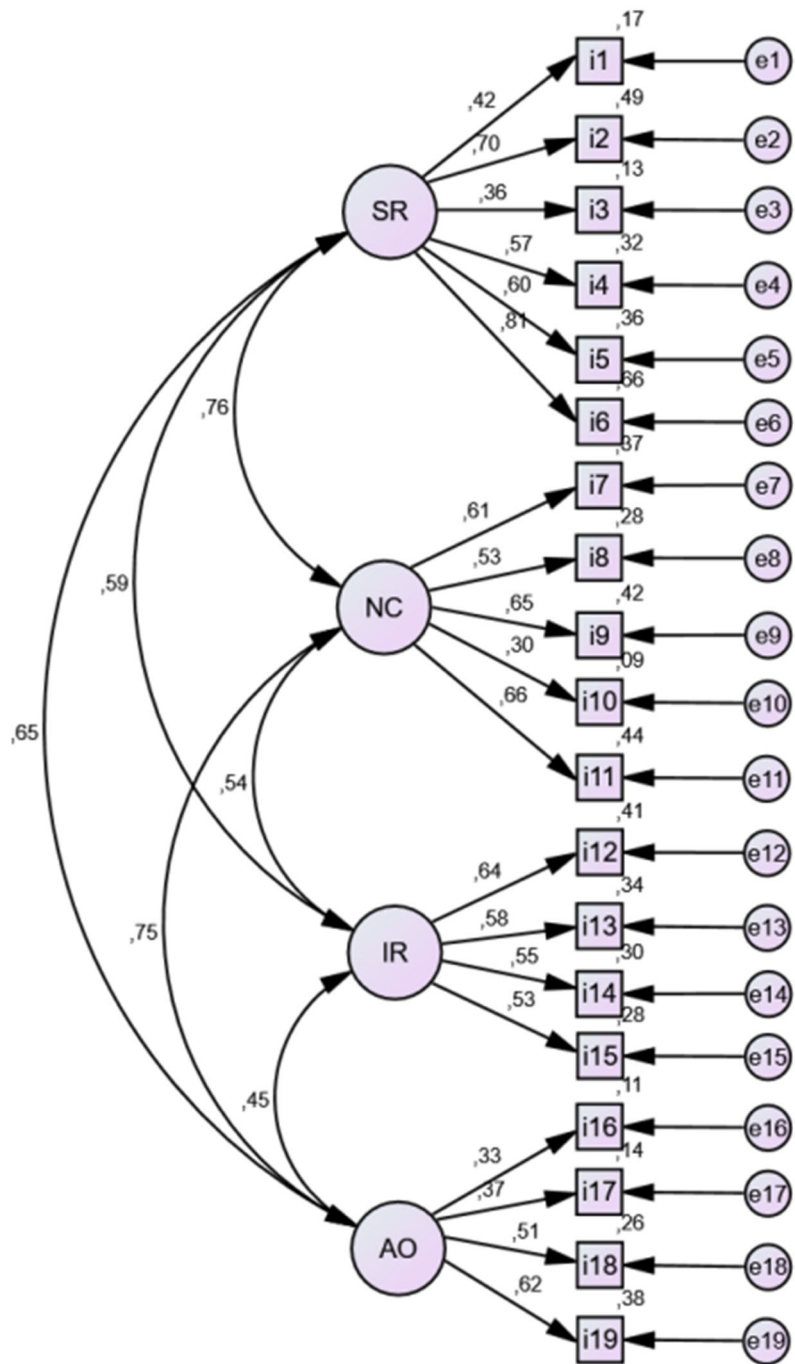 ,17
i1
e1
,42
,49
i2
e2
,70
,13
SR
,36
i3
e3
,32
,57
i4
e4
,60
,36
,81
i5
e5
,66
i6
e6
,76
,37
i7
e7
,61
,28
,53
i8
e8
,59
,42
NC
,65
i9
e9
,30
,09
i10
e10
,66
,44
,65
,54
i11
e11
,41
i12
e12
,64
,34
,58
i13
e13
,75
,30
IR
,55
i14
e14
,53
,28
i15
e15
,45
,11
i16
e16
,33
,14
,37
i17
e17
,26
AO
,51
i18
e18
,62
,38
i19
e19